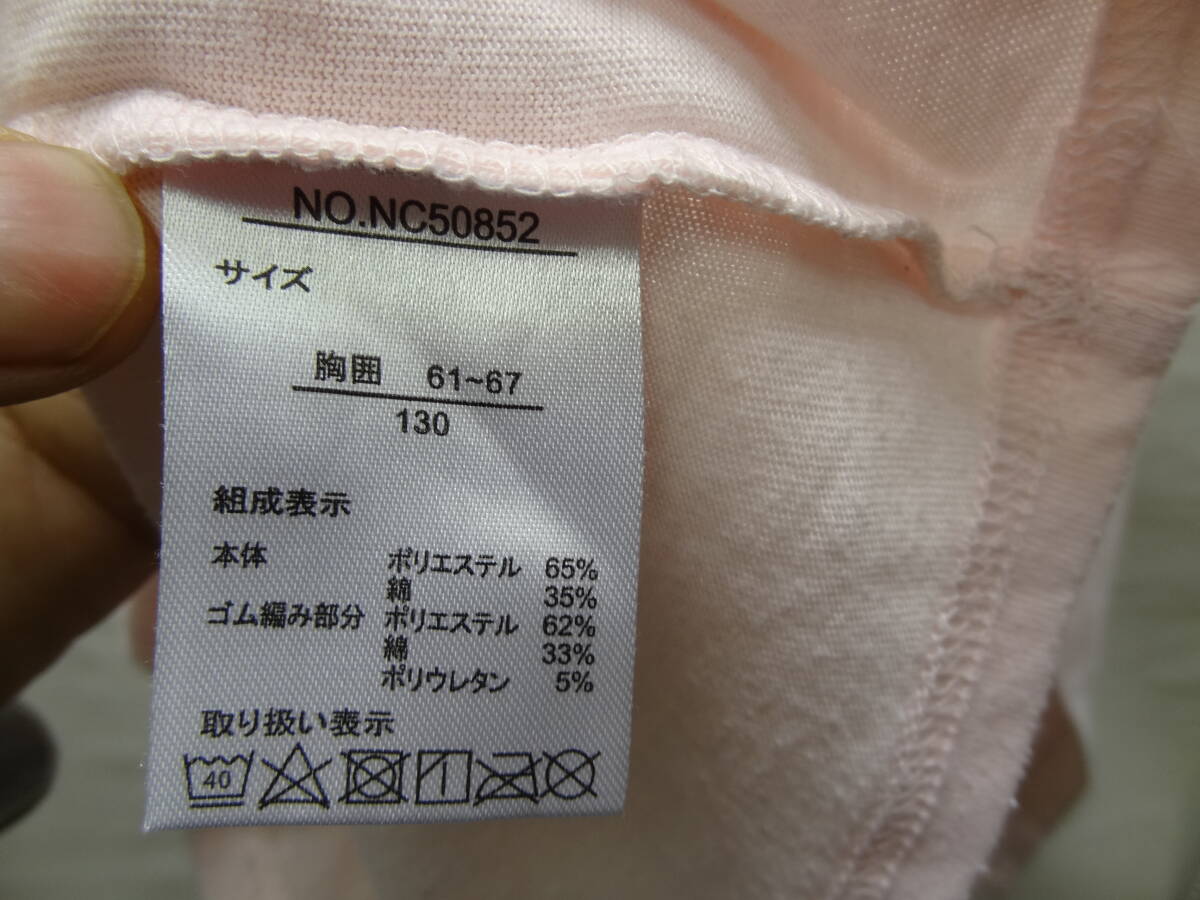 NO.NC50852
サイズ
胸囲 61~67
130
組成表示
本体 ポリエステル 65%
綿 35%
ゴム編み部分 ポリエステル 62%
綿 33%
ポリウレタン 5%
取り扱い表示
40